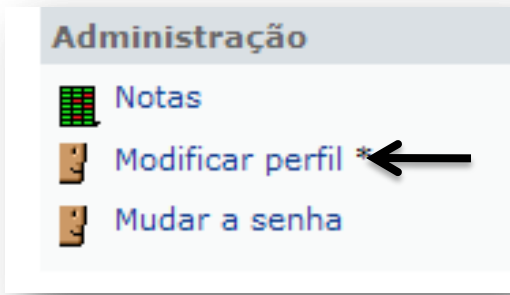 Administração
Notas
Modificar perfil *
Mudar a senha